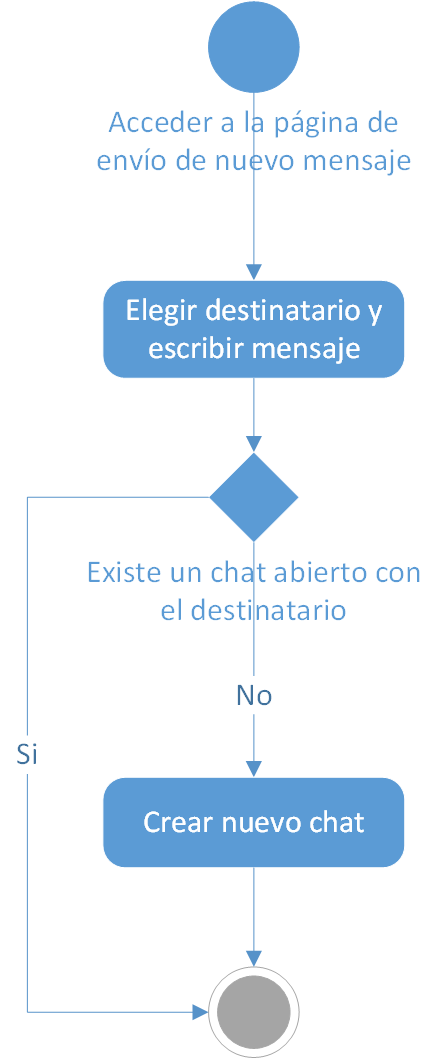 Acceder a la página de
envío de nuevo mensaje
Elegir destinatario y
escribir mensaje
Existe un chat abierto con
el destinatario
No
Si
Crear nuevo chat